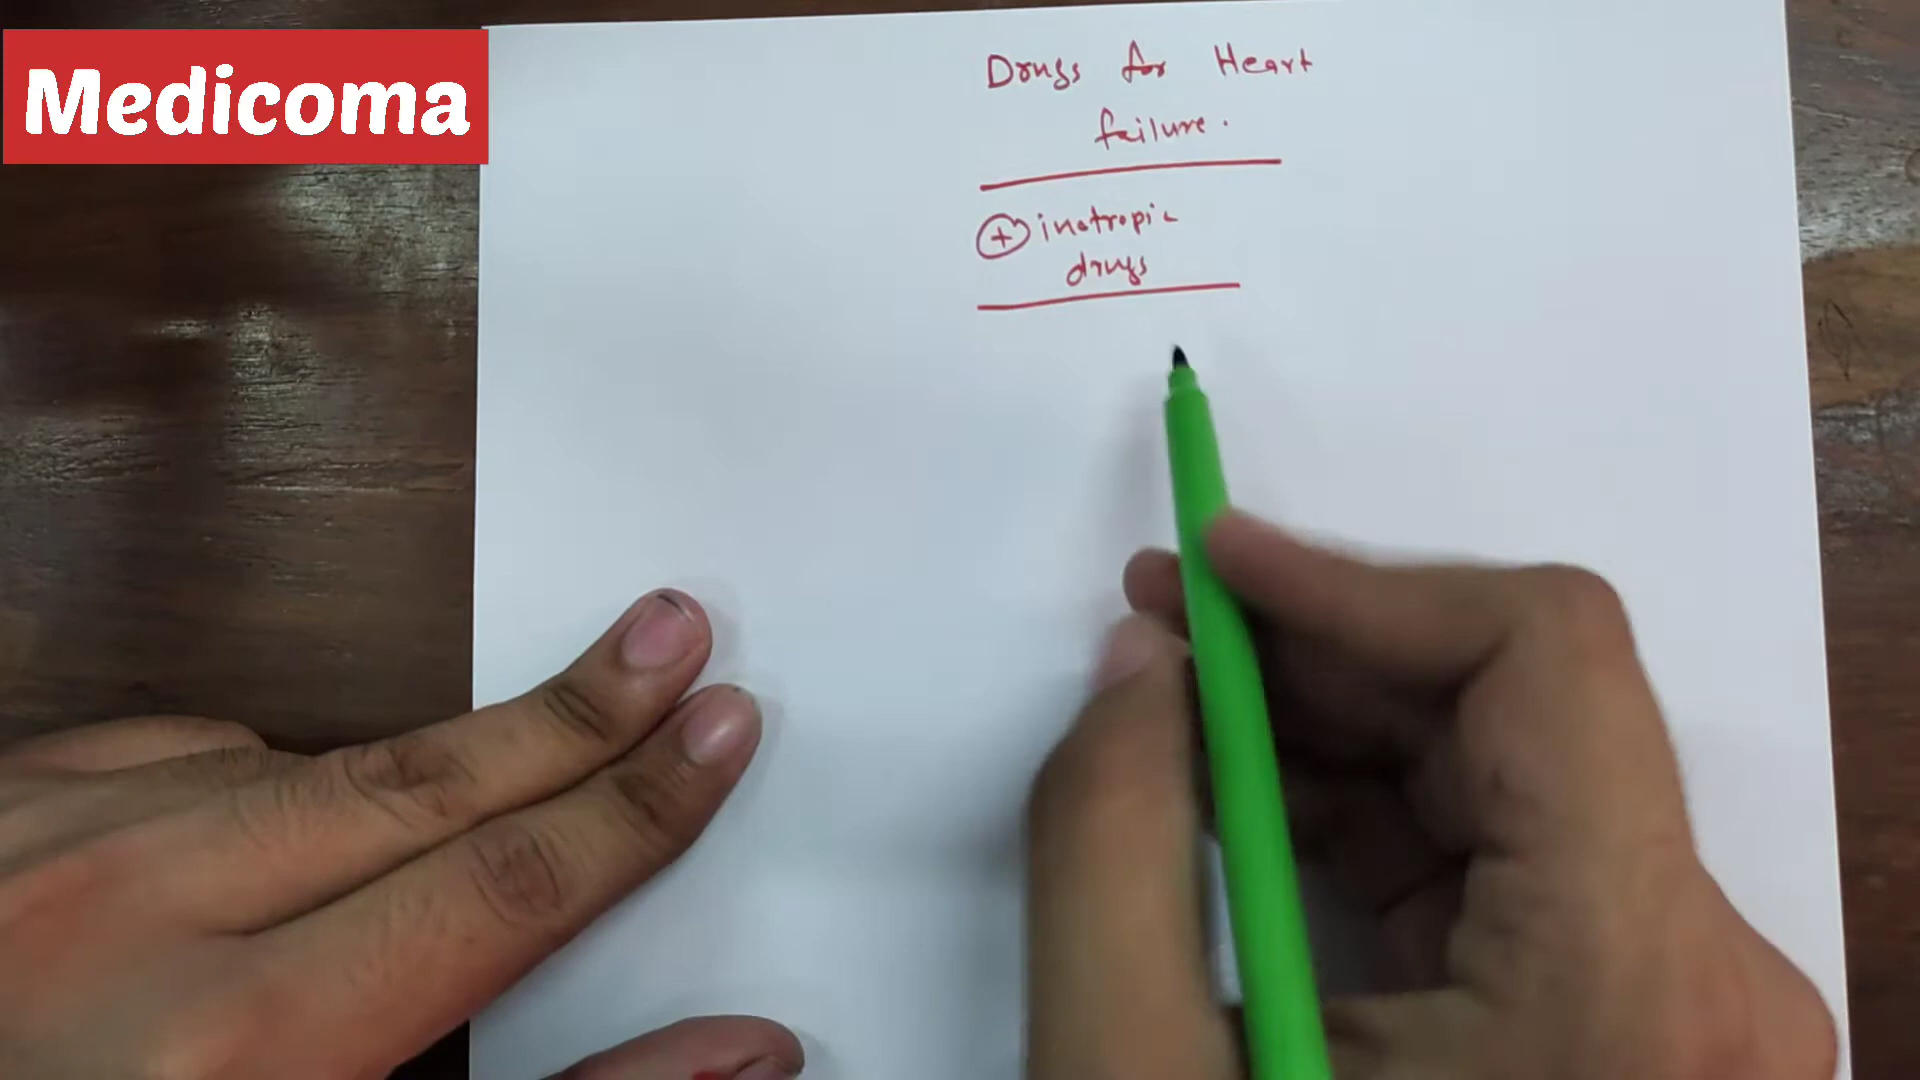 Medicoma
Drugs for Heart
failure.
+ inotropic
drugs